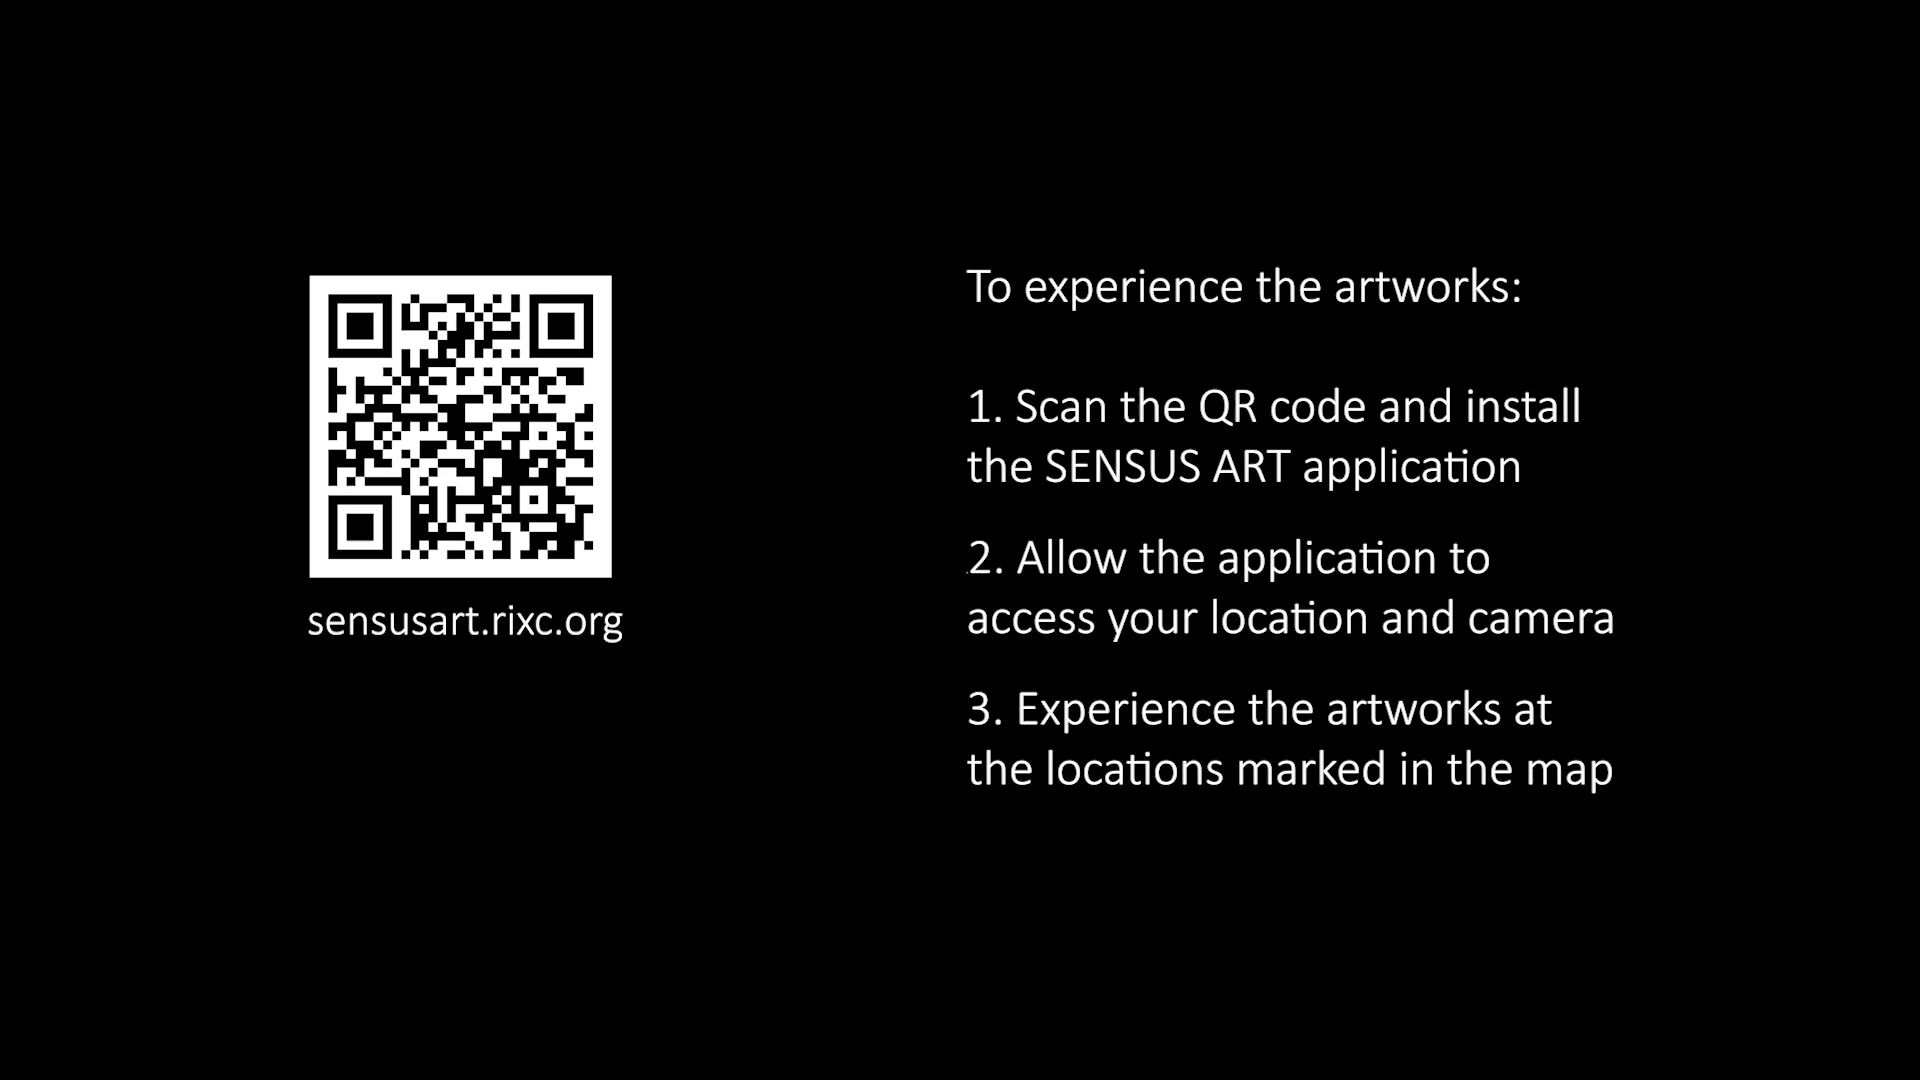 sensusart.rixc.org
To experience the artworks:
1. Scan the QR code and install
the SENSUS ART application
2. Allow the application to
access your location and camera
3. Experience the artworks at
the locations marked in the map